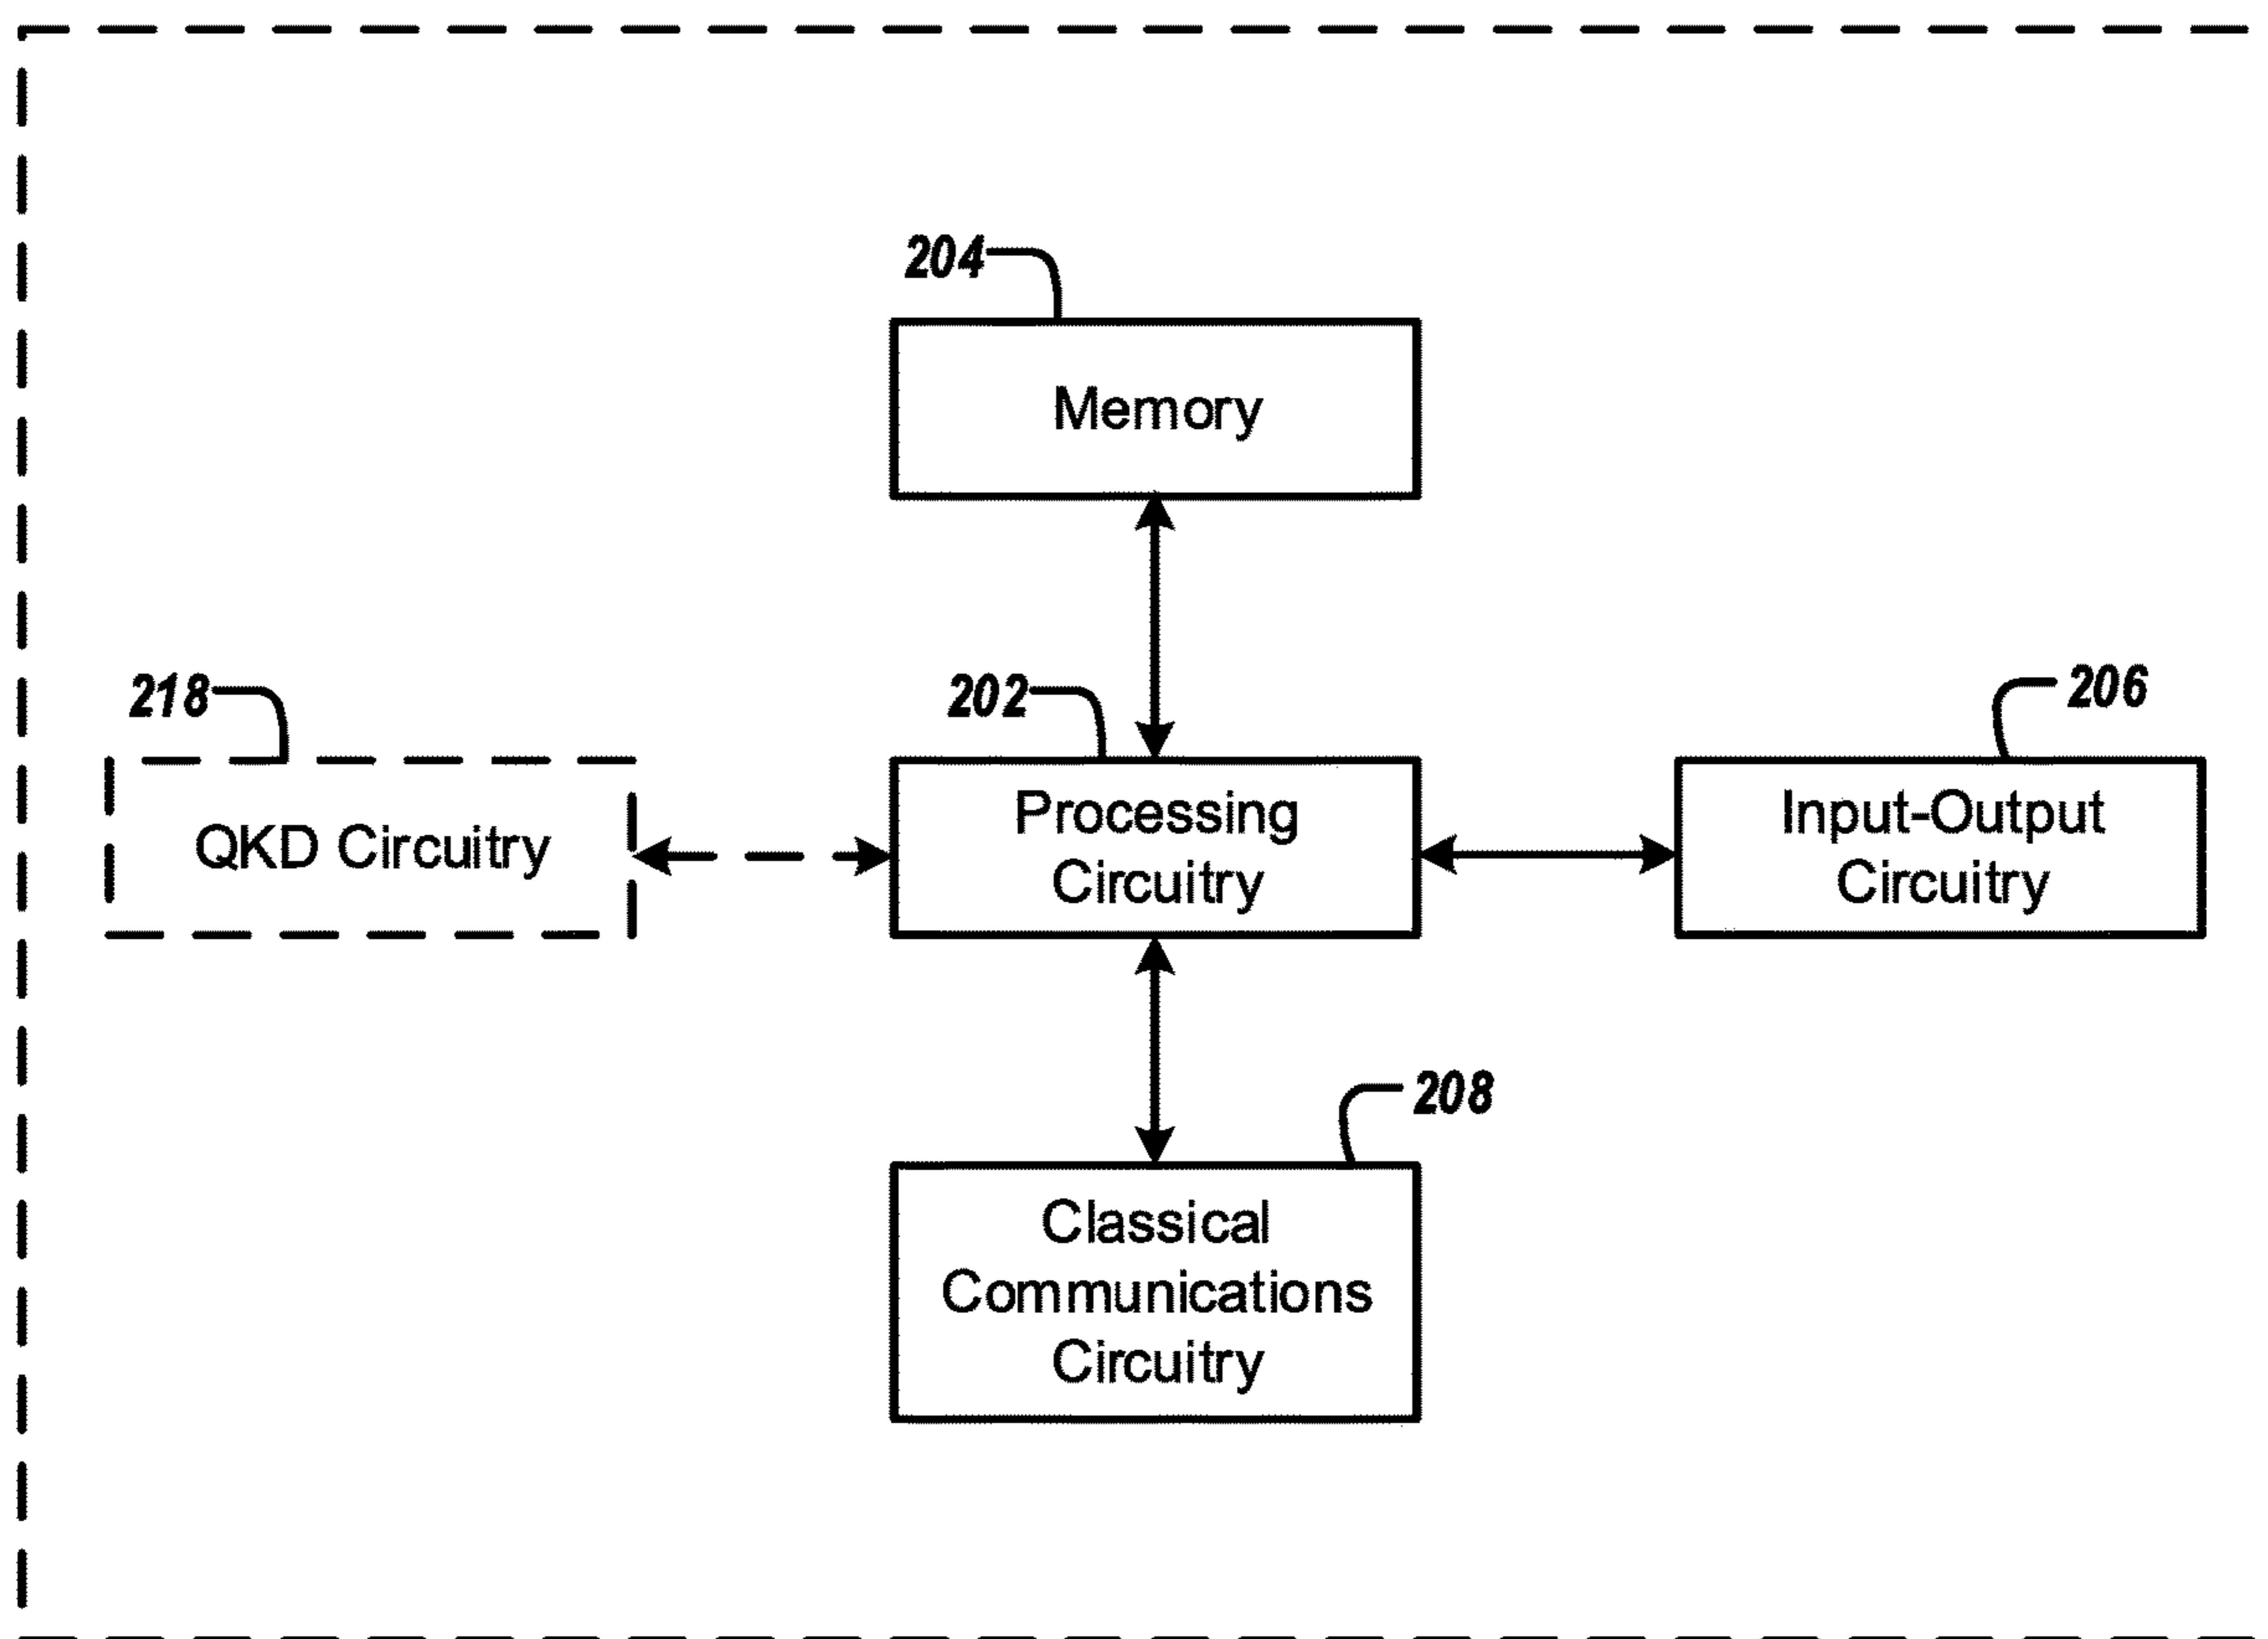 204
Memory
218
202
206
QKD Circuitry
Processing
Circuitry
Input-Output
Circuitry
208
Classical
Communications
Circuitry